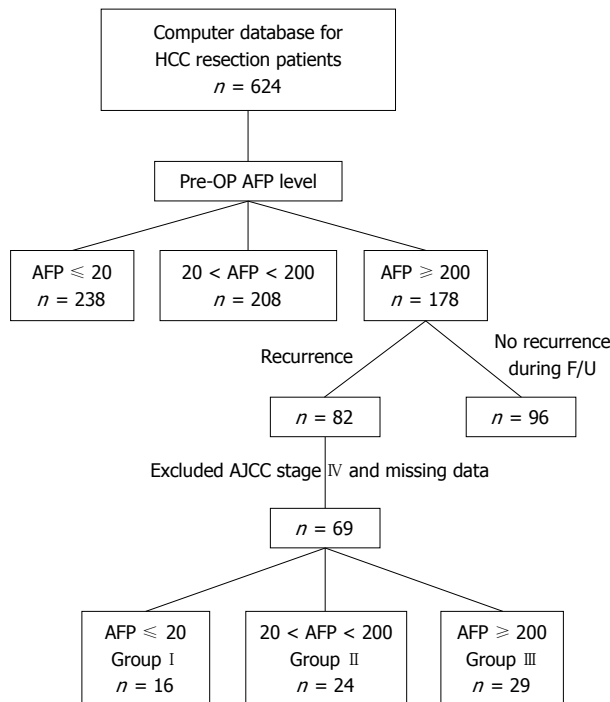 Computer database for
HCC resection patients
n = 624
Pre-OP AFP level
AFP ≤ 20
n = 238
20 < AFP < 200
n = 208
AFP ≥ 200
n = 178
Recurrence
No recurrence
during F/U
n = 82
n = 96
Excluded AJCC stage Ⅳ and missing data
n = 69
AFP ≤ 20
Group Ⅰ
n = 16
20 < AFP < 200
Group Ⅱ
n = 24
AFP ≥ 200
Group Ⅲ
n = 29